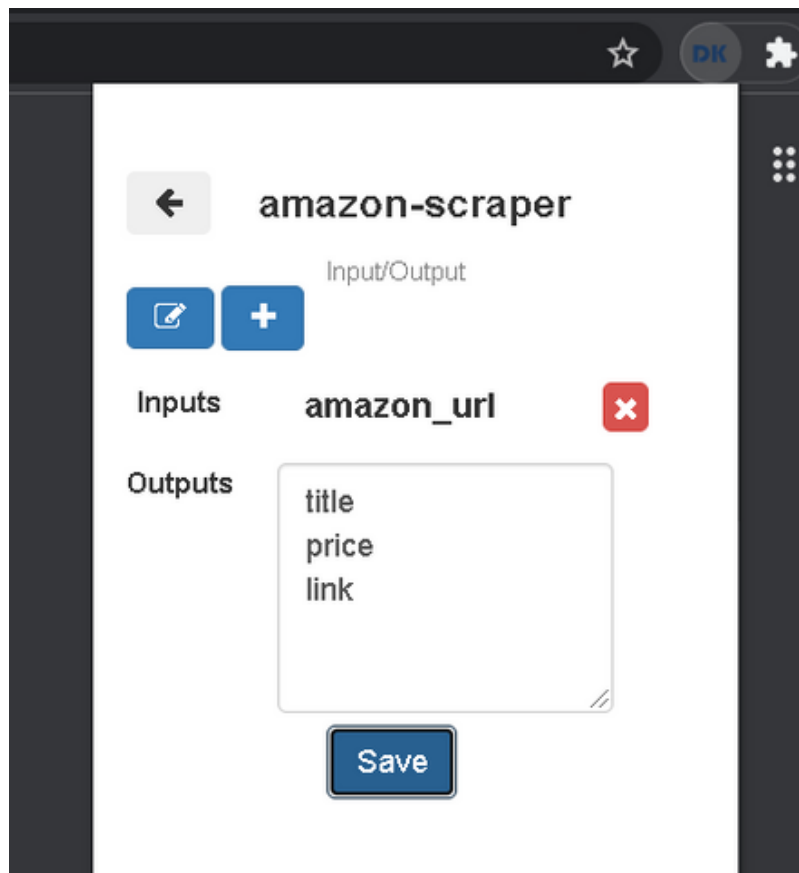 DK
amazon-scraper
Input/Output
Inputs amazon_url
Outputs
title
price
link
Save